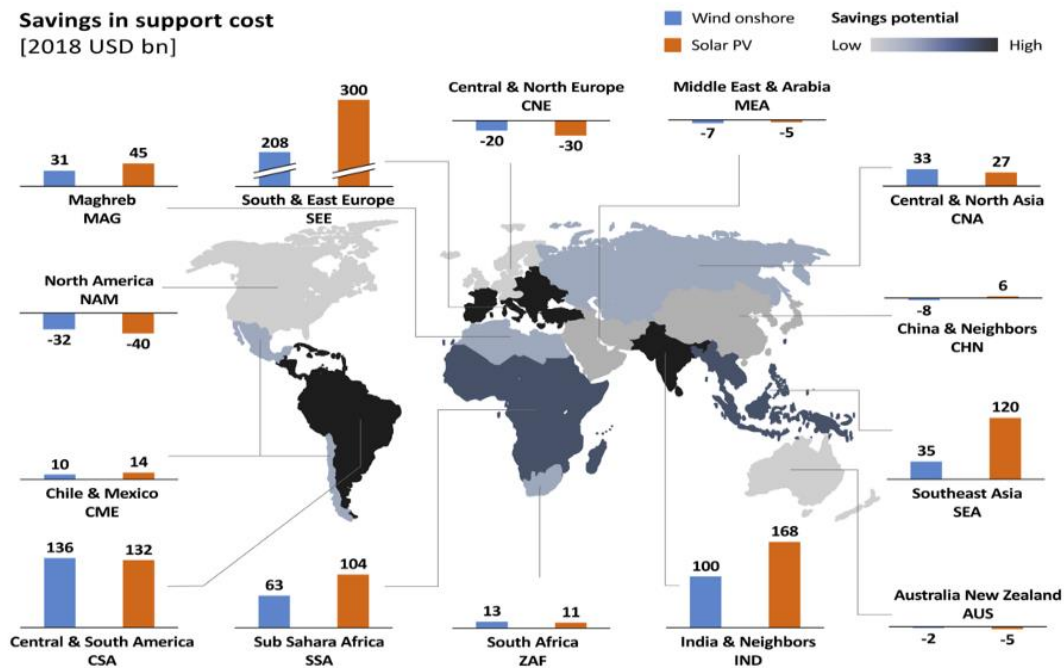 Savings in support cost
[2018 USD bn]
Wind onshore
Solar PV
Savings potential
Low
High
31
45
Maghreb
MAG
208
300
South & East Europe
SEE
Central & North Europe
CNE
-20
-30
Middle East & Arabia
MEA
-7
-5
33
27
Central & North Asia
CNA
North America
NAM
-32
-40
-8
6
China & Neighbors
CHN
10
14
Chile & Mexico
CME
35
120
Southeast Asia
SEA
136
132
Central & South America
CSA
63
104
Sub Sahara Africa
SSA
13
11
South Africa
ZAF
100
168
India & Neighbors
IND
Australia New Zealand
AUS
-2
-5